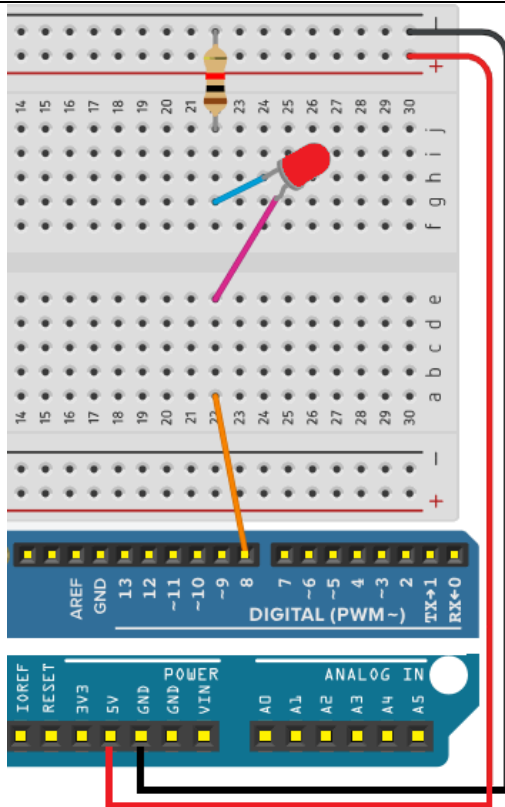 −
+
14 15 16 17 18 19 20 21 22 23 24 25 26 27 28 29 30
j
i
h
g
f
e
d
c
b
a
14 15 16 17 18 19 20 21 22 23 24 25 26 27 28 29 30
−
+
AREF GND 13 12 ~11 ~10 ~9 8 7 ~6 ~5 4 ~3 2 TX→1 RX←0
DIGITAL (PWM~)
POWER ANALOG IN
IOREF RESET 3V3 5V GND GND VIN A0 A1 A2 A3 A4 A5